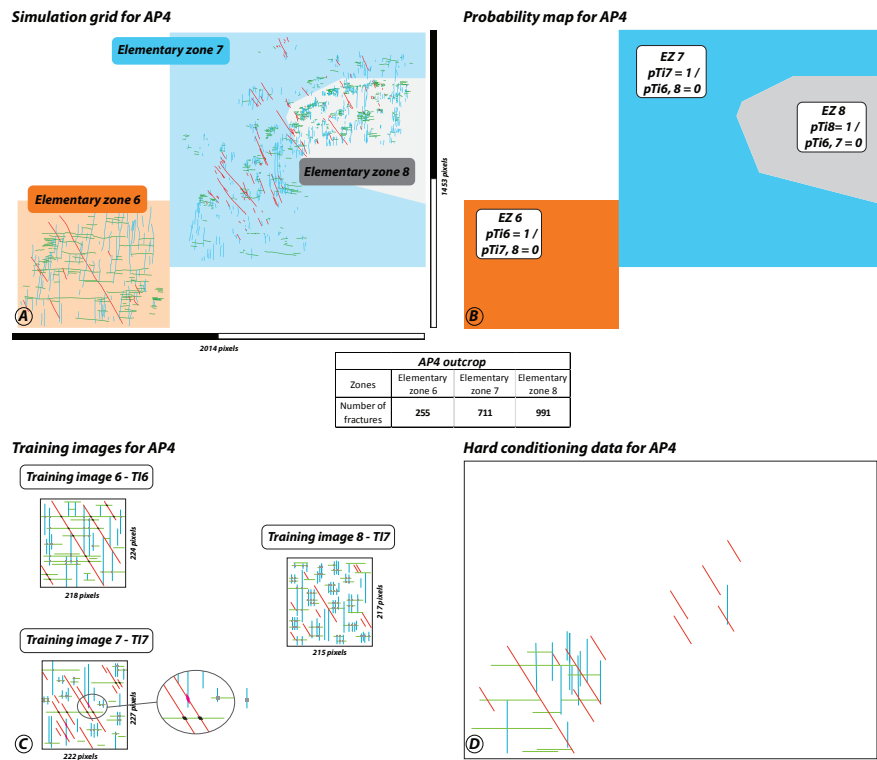 Simulation grid for AP4
Elementary zone 7
Elementary zone 8
Elementary zone 6
A
2014 pixels
1453 pixels
Probability map for AP4
EZ 7
pTi7 = 1 /
pTi6, 8 = 0
EZ 8
pTi8= 1 /
pTi6, 7 = 0
EZ 6
pTi6 = 1 /
pTi7, 8 = 0
B
AP4 outcrop
Zones Elementary zone 6 Elementary zone 7 Elementary zone 8
Number of fractures 255 711 991
Training images for AP4
Training image 6 - TI6
224 pixels
218 pixels
Training image 8 - TI7
217 pixels
215 pixels
Training image 7 - TI7
227 pixels
222 pixels
C
Hard conditioning data for AP4
D